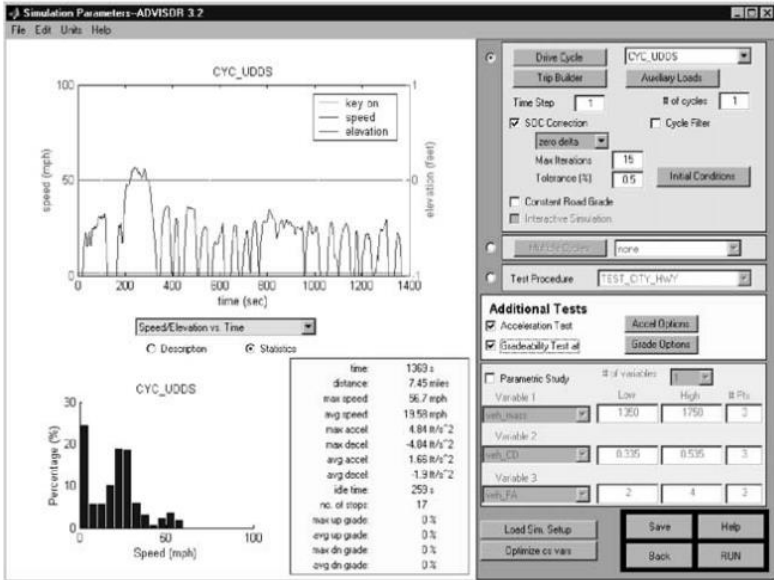 Simulation Parameters--ADVISOR 3.2
File Edit Units Help
CYC_UDDS
100
50
0
speed (mph)
1
0
-1
elevation (feet)
key on
speed
elevation
0 200 400 600 800 1000 1200 1400
time (sec)
Speed/Elevation vs. Time
Description Statistics
CYC_UDDS
30
20
10
0
Percentage (%)
0 50 100
Speed (mph)
time: 1369 s
distance: 7.45 miles
max speed: 56.7 mph
avg speed: 19.58 mph
max accel: 4.84 ft/s^2
max decel: -4.84 ft/s^2
avg accel: 1.66 ft/s^2
avg decel: -1.9 ft/s^2
idle time: 259 s
no. of stops: 17
max up grade: 0 %
avg up grade: 0 %
max dn grade: 0 %
avg dn grade: 0 %
Drive Cycle CYC_UDDS
Trip Builder Auxiliary Loads
Time Step 1 # of cycles 1
SOC Correction Cycle Filter
zero delta
Max Iterations 15
Tolerance (%) 0.5 Initial Conditions
Constant Road Grade
Interactive Simulation
Multiple Cycles none
Test Procedure TEST_CITY_HWY
Additional Tests
Acceleration Test Accel Options
Gradeability Test at Grade Options
Parametric Study # of variables 1
Variable 1 Low High # Pts
veh_mass 1350 1750 3
Variable 2
veh_CD 0.335 0.535 3
Variable 3
veh_FA 2 4 3
Load Sim. Setup Save Help
Optimize cs vars Back RUN